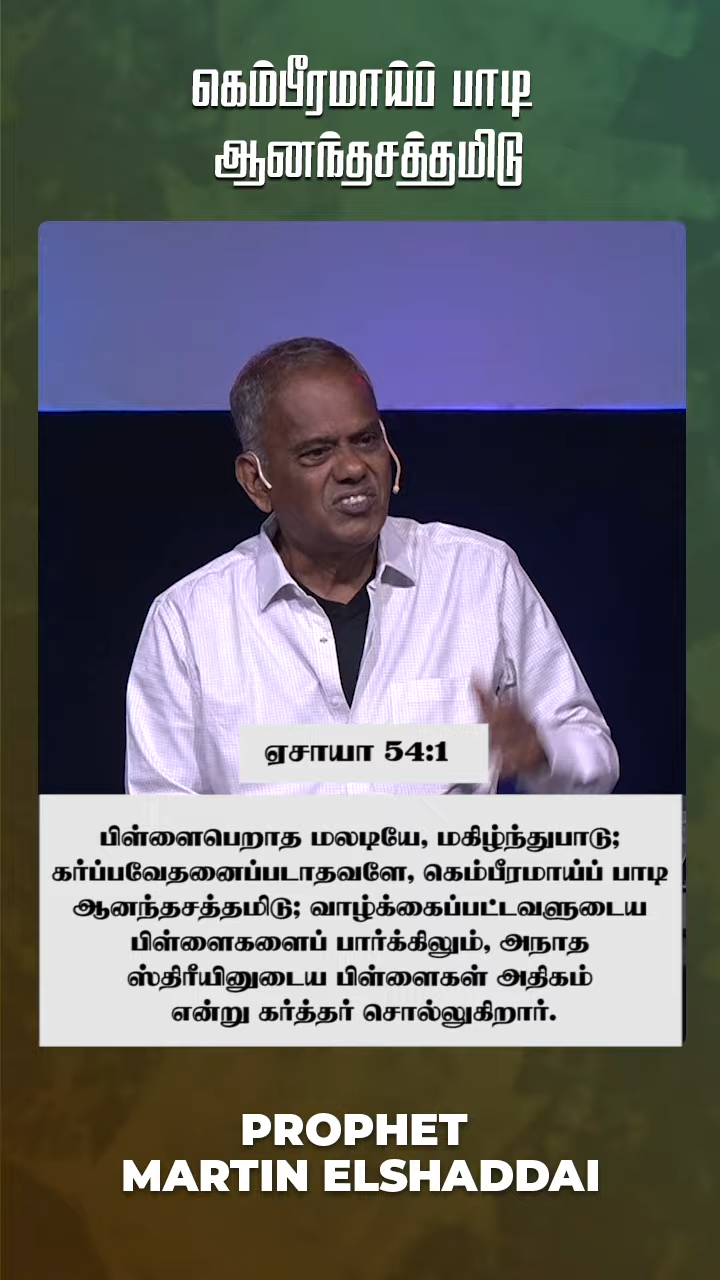 கெம்பீரமாய்ப் பாடி
ஆனந்தசத்தமிடு
ஏசாயா 54:1
பிள்ளைபெறாத மலடியே, மகிழ்ந்துபாடு;
கர்ப்பவேதனைப்படாதவளே, கெம்பீரமாய்ப் பாடி
ஆனந்தசத்தமிடு; வாழ்க்கைப்பட்டவளுடைய
பிள்ளைகளைப் பார்க்கிலும், அநாத
ஸ்திரீயினுடைய பிள்ளைகள் அதிகம்
என்று கர்த்தர் சொல்லுகிறார்.
PROPHET
MARTIN ELSHADDAI